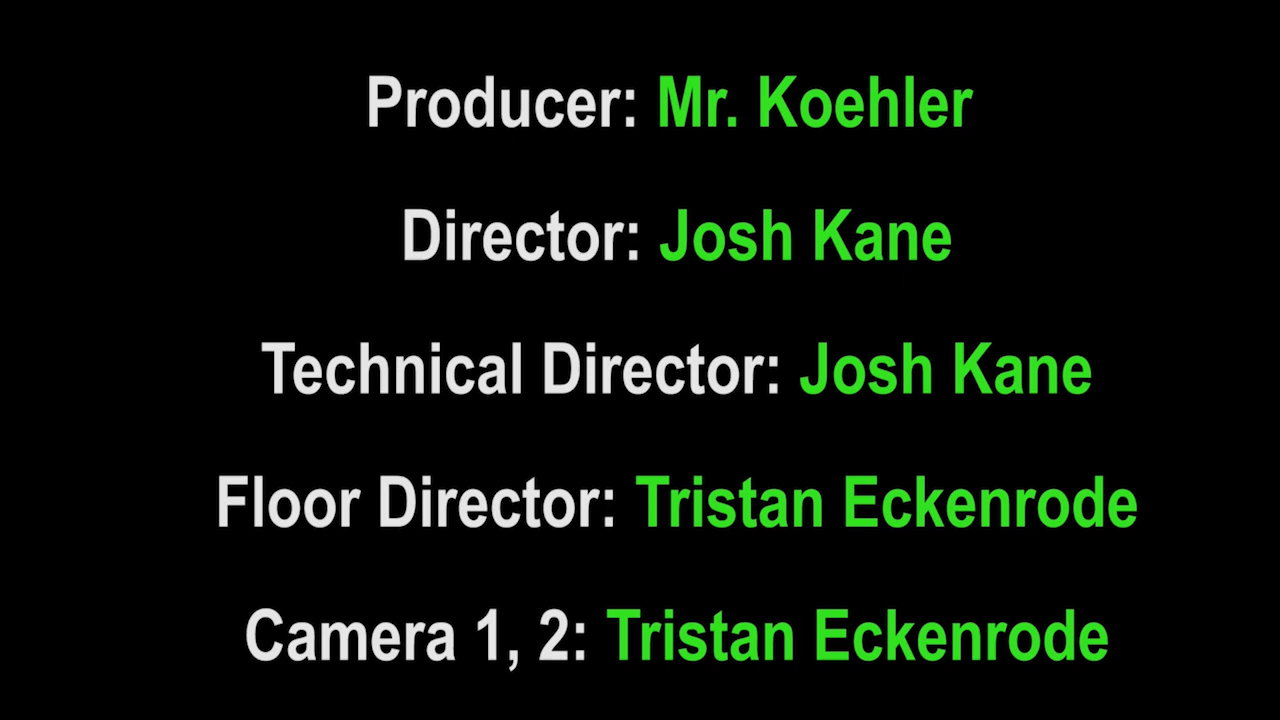 Producer: Mr. Koehler
Director: Josh Kane
Technical Director: Josh Kane
Floor Director: Tristan Eckenrode
Camera 1, 2: Tristan Eckenrode